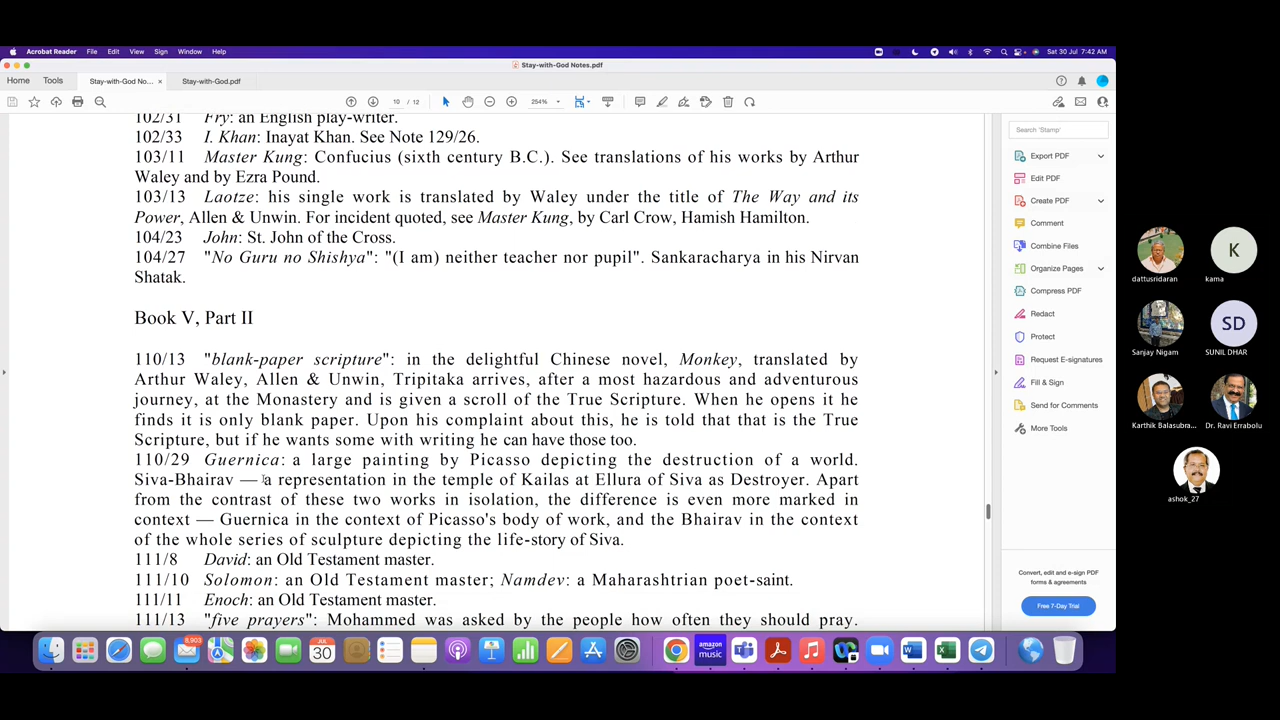 Acrobat Reader File Edit View Sign Window Help Sat 30 Jul 7:42 AM
Stay-with-God Notes.pdf
Home Tools Stay-with-God No... × Stay-with-God.pdf
10 / 12 254%
102/31 Fry: an English play-writer.
102/33 I. Khan: Inayat Khan. See Note 129/26.
103/11 Master Kung: Confucius (sixth century B.C.). See translations of his works by Arthur
Waley and by Ezra Pound.
103/13 Laotze: his single work is translated by Waley under the title of The Way and its
Power, Allen & Unwin. For incident quoted, see Master Kung, by Carl Crow, Hamish Hamilton.
104/23 John: St. John of the Cross.
104/27 "No Guru no Shishya": "(I am) neither teacher nor pupil". Sankaracharya in his Nirvan
Shatak.
Book V, Part II
110/13 "blank-paper scripture": in the delightful Chinese novel, Monkey, translated by
Arthur Waley, Allen & Unwin, Tripitaka arrives, after a most hazardous and adventurous
journey, at the Monastery and is given a scroll of the True Scripture. When he opens it he
finds it is only blank paper. Upon his complaint about this, he is told that that is the True
Scripture, but if he wants some with writing he can have those too.
110/29 Guernica: a large painting by Picasso depicting the destruction of a world.
Siva-Bhairav — a representation in the temple of Kailas at Ellura of Siva as Destroyer. Apart
from the contrast of these two works in isolation, the difference is even more marked in
context — Guernica in the context of Picasso's body of work, and the Bhairav in the context
of the whole series of sculpture depicting the life-story of Siva.
111/8 David: an Old Testament master.
111/10 Solomon: an Old Testament master; Namdev: a Maharashtrian poet-saint.
111/11 Enoch: an Old Testament master.
111/13 "five prayers": Mohammed was asked by the people how often they should pray.
Search 'Stamp'
Export PDF
Edit PDF
Create PDF
Comment
Combine Files
Organize Pages
Compress PDF
Redact
Protect
Request E-signatures
Fill & Sign
Send for Comments
More Tools
Convert, edit and e-sign PDF
forms & agreements
Free 7-Day Trial
8,903
JUL
30
amazon
music
dattusridaran
K
kama
Sanjay Nigam
SD
SUNIL DHAR
Karthik Balasubra...
Dr. Ravi Errabolu
ashok_27